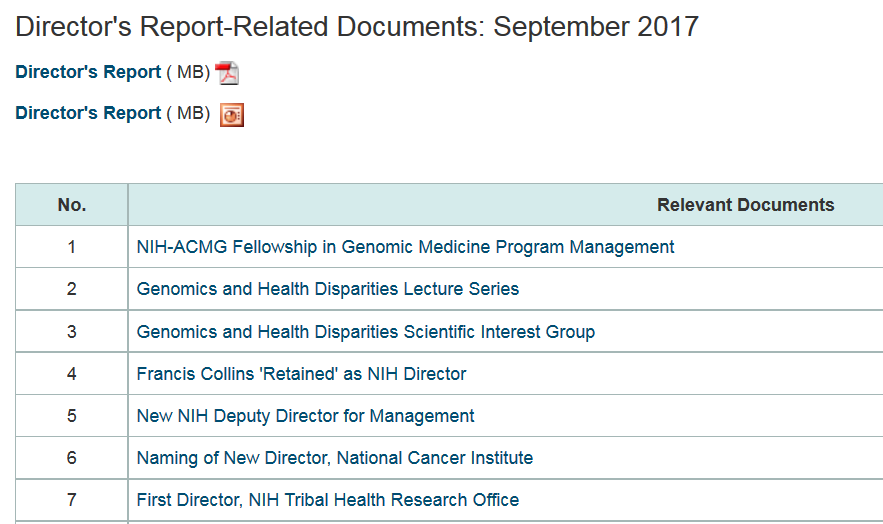 Director's Report-Related Documents: September 2017
Director's Report ( MB)
Director's Report ( MB)
No. Relevant Documents
1 NIH-ACMG Fellowship in Genomic Medicine Program Management
2 Genomics and Health Disparities Lecture Series
3 Genomics and Health Disparities Scientific Interest Group
4 Francis Collins 'Retained' as NIH Director
5 New NIH Deputy Director for Management
6 Naming of New Director, National Cancer Institute
7 First Director, NIH Tribal Health Research Office